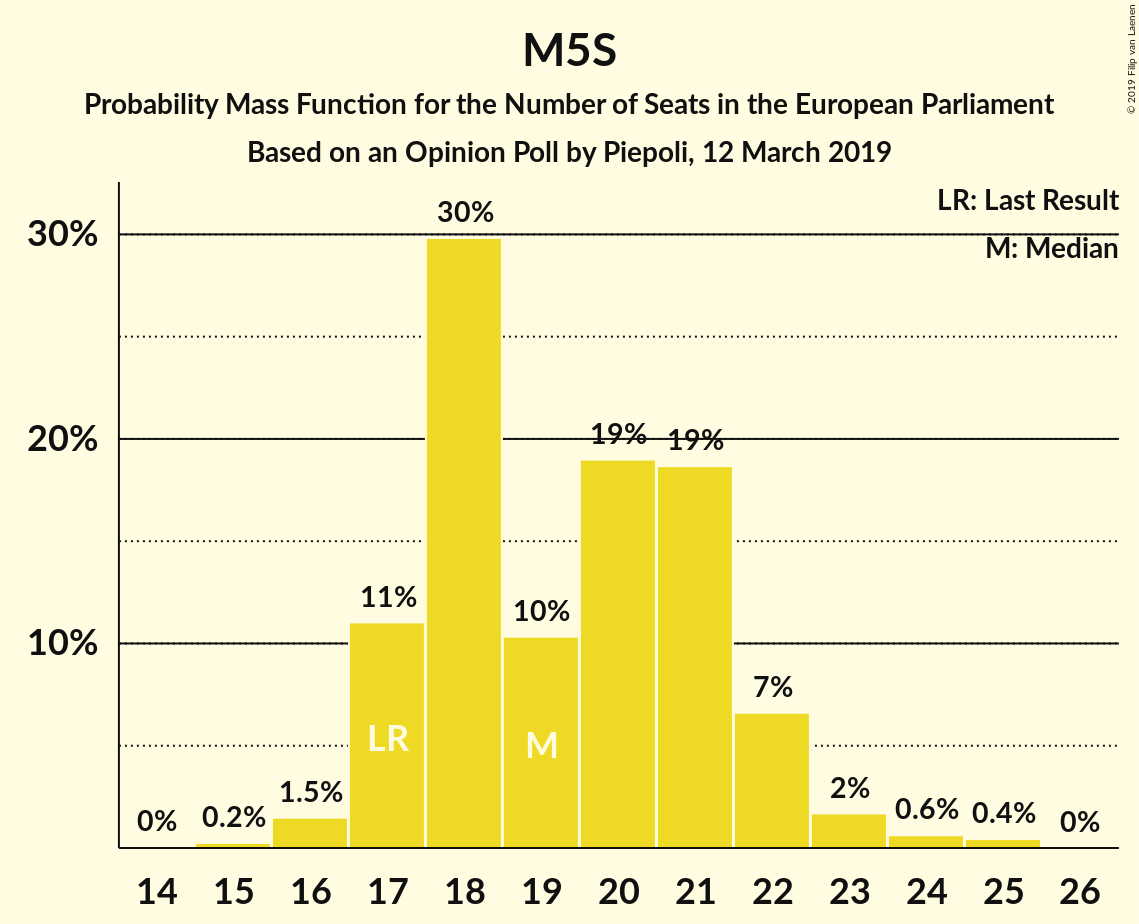 M5S
Probability Mass Function for the Number of Seats in the European Parliament
Based on an Opinion Poll by Piepoli, 12 March 2019
© 2019 Filip van Laenen
LR: Last Result
M: Median
30%
20%
10%
0%
0.2%
1.5%
11%
30%
10%
19%
19%
7%
2%
0.6%
0.4%
0%
LR
M
14 15 16 17 18 19 20 21 22 23 24 25 26